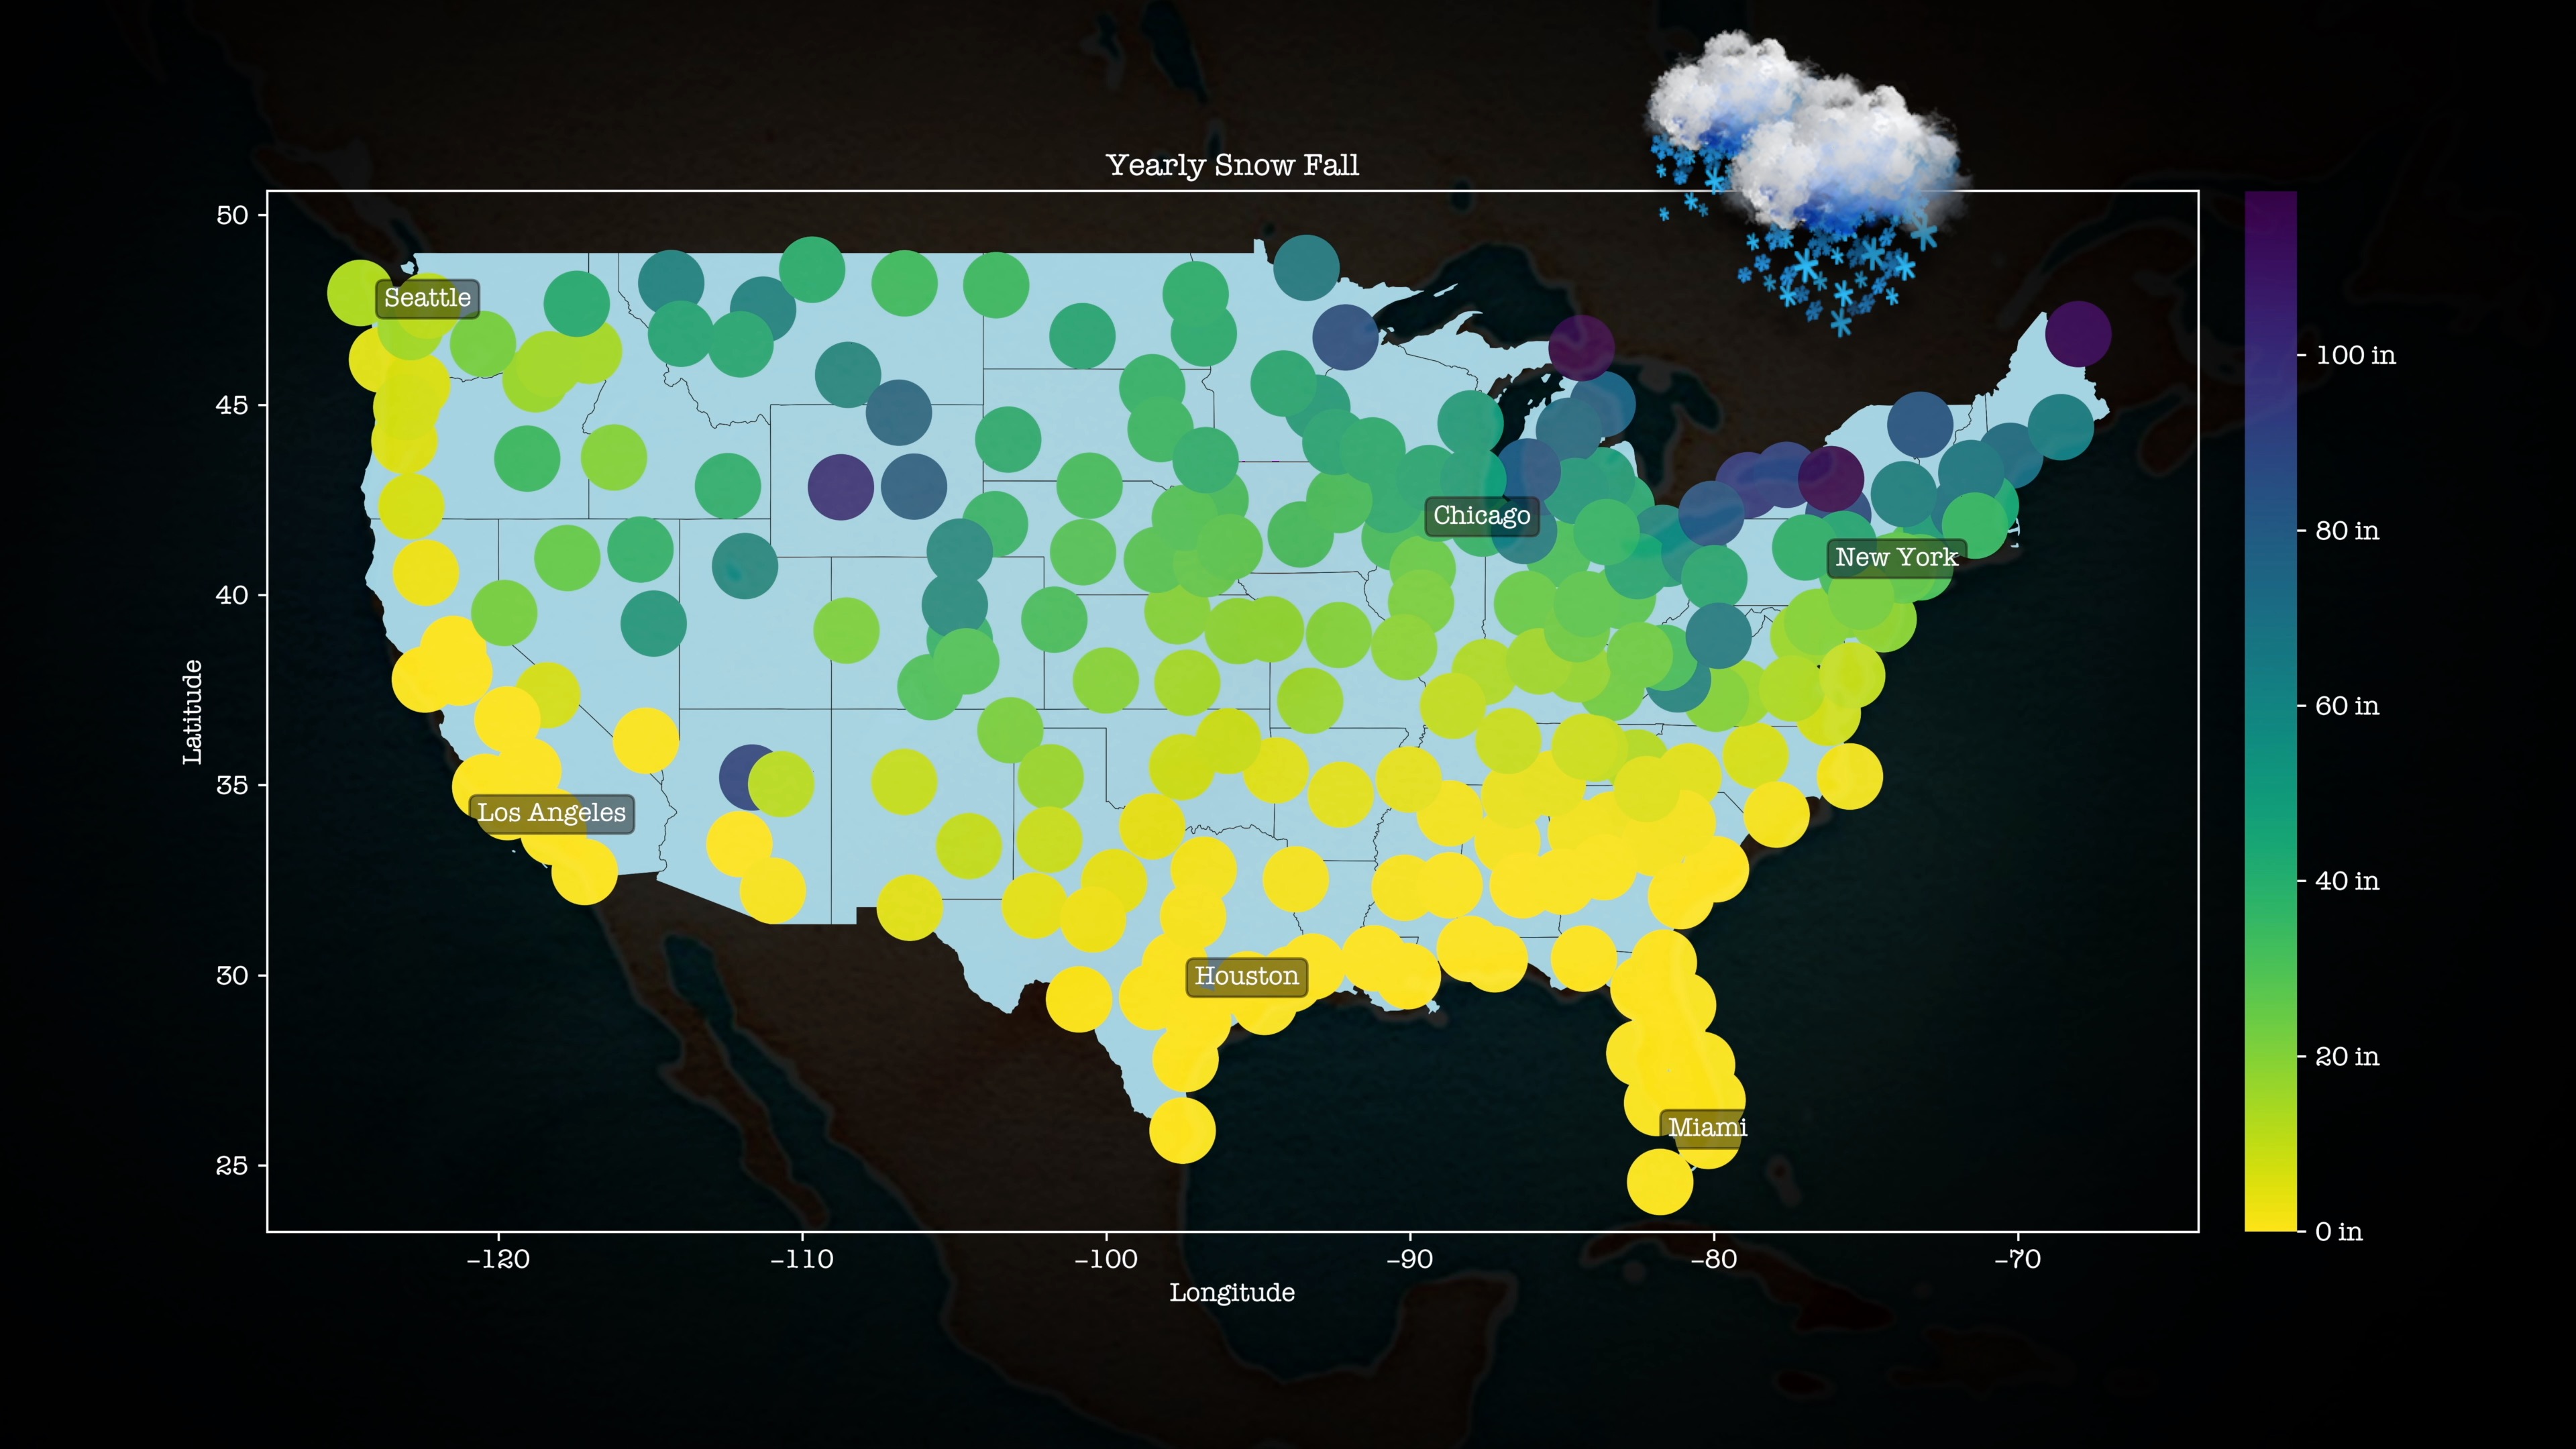 Yearly Snow Fall
50
45
40
35
30
25
Latitude
Seattle
Chicago
New York
Los Angeles
Houston
Miami
100 in
80 in
60 in
40 in
20 in
0 in
-120
-110
-100
-90
-80
-70
Longitude